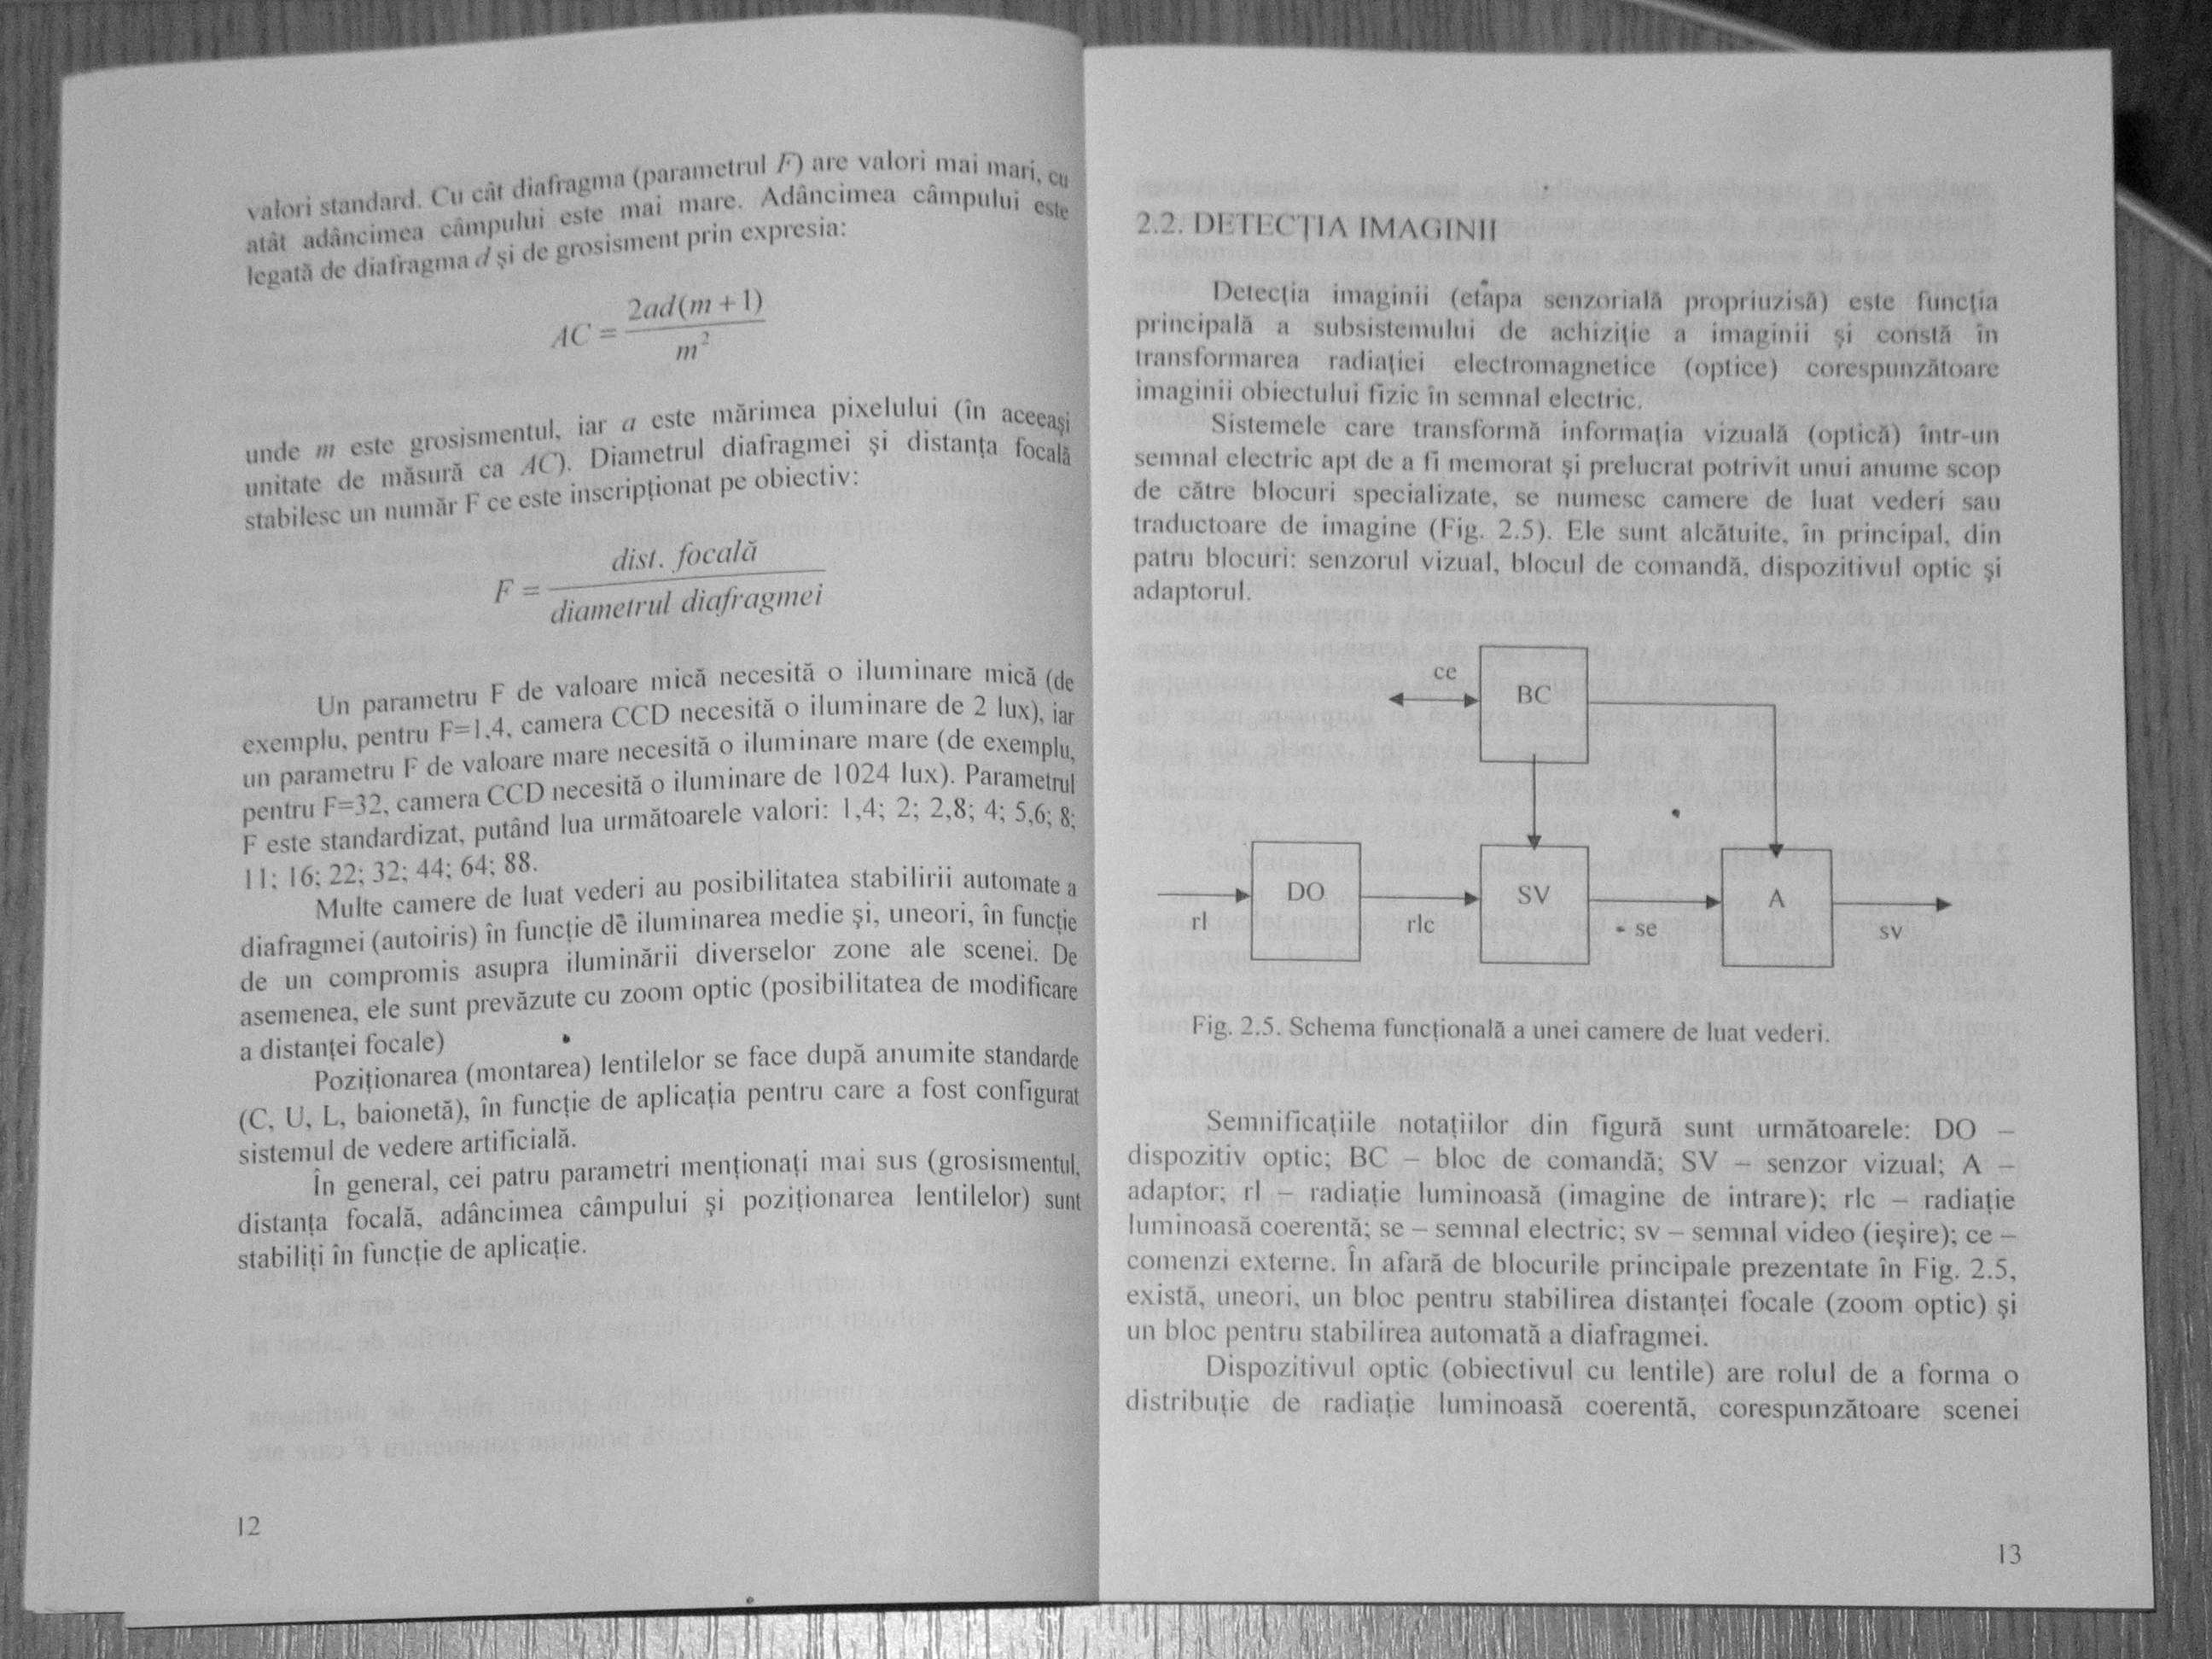 valori standard. Cu cât diafragma (parametrul F) are valori mai mari, cu
atât adâncimea câmpului este mai mare. Adâncimea câmpului este
legată de diafragma d şi de grosisment prin expresia:
AC = 2ad(m + 1) / m²
unde m este grosismentul, iar a este mărimea pixelului (în aceeaşi
unitate de măsură ca AC). Diametrul diafragmei şi distanţa focală
stabilesc un număr F ce este inscripţionat pe obiectiv:
F = dist. focală / diametrul diafragmei
Un parametru F de valoare mică necesită o iluminare mică (de
exemplu, pentru F=1,4, camera CCD necesită o iluminare de 2 lux), iar
un parametru F de valoare mare necesită o iluminare mare (de exemplu,
pentru F=32, camera CCD necesită o iluminare de 1024 lux). Parametrul
F este standardizat, putând lua următoarele valori: 1,4; 2; 2,8; 4; 5,6; 8;
11; 16; 22; 32; 44; 64; 88.
Multe camere de luat vederi au posibilitatea stabilirii automate a
diafragmei (autoiris) în funcţie de iluminarea medie şi, uneori, în funcţie
de un compromis asupra iluminării diverselor zone ale scenei. De
asemenea, ele sunt prevăzute cu zoom optic (posibilitatea de modificare
a distanţei focale)
Poziţionarea (montarea) lentilelor se face după anumite standarde
(C, U, L, baionetă), în funcţie de aplicaţia pentru care a fost configurat
sistemul de vedere artificială.
În general, cei patru parametri menţionaţi mai sus (grosismentul,
distanţa focală, adâncimea câmpului şi poziţionarea lentilelor) sunt
stabiliţi în funcţie de aplicaţie.
12
2.2. DETECŢIA IMAGINII
Detecţia imaginii (etapa senzorială propriuzisă) este funcţia
principală a subsistemului de achiziţie a imaginii şi constă în
transformarea radiaţiei electromagnetice (optice) corespunzătoare
imaginii obiectului fizic în semnal electric.
Sistemele care transformă informaţia vizuală (optică) într-un
semnal electric apt de a fi memorat şi prelucrat potrivit unui anume scop
de către blocuri specializate, se numesc camere de luat vederi sau
traductoare de imagine (Fig. 2.5). Ele sunt alcătuite, în principal, din
patru blocuri: senzorul vizual, blocul de comandă, dispozitivul optic şi
adaptorul.
ce
BC
DO
SV
A
rl
rlc
se
sv
Fig. 2.5. Schema funcţională a unei camere de luat vederi.
Semnificaţiile notaţiilor din figură sunt următoarele: DO –
dispozitiv optic; BC – bloc de comandă; SV – senzor vizual; A –
adaptor; rl – radiaţie luminoasă (imagine de intrare); rlc – radiaţie
luminoasă coerentă; se – semnal electric; sv – semnal video (ieşire); ce –
comenzi externe. În afară de blocurile principale prezentate în Fig. 2.5,
există, uneori, un bloc pentru stabilirea distanţei focale (zoom optic) şi
un bloc pentru stabilirea automată a diafragmei.
Dispozitivul optic (obiectivul cu lentile) are rolul de a forma o
distribuţie de radiaţie luminoasă coerentă, corespunzătoare scenei
13